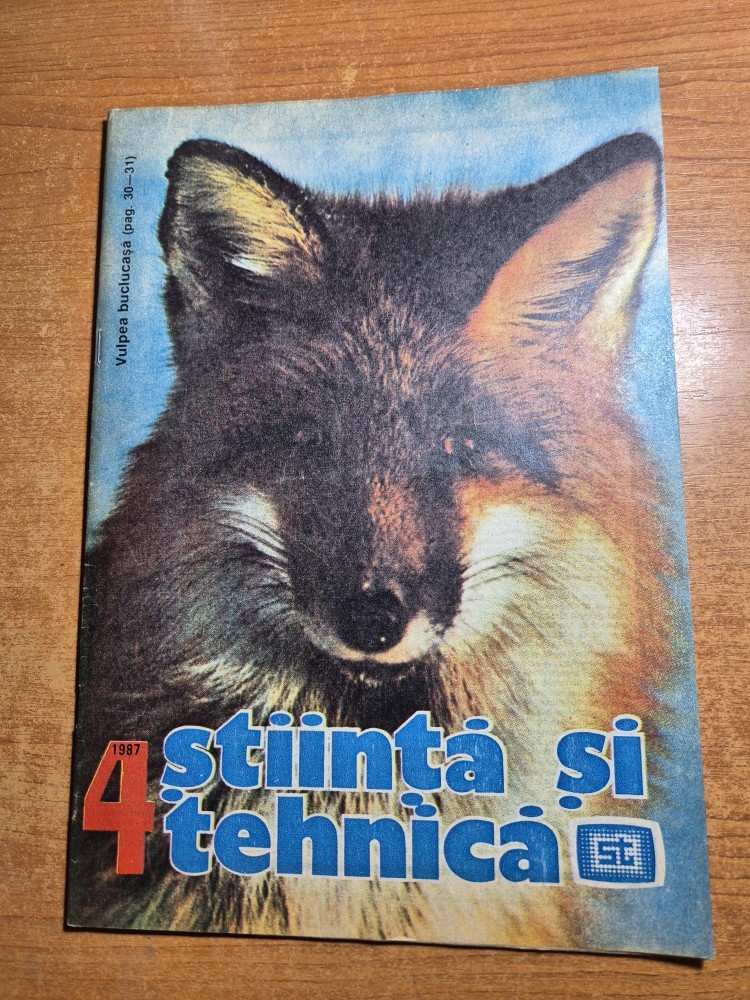 Vulpea buclucașă (pag. 30—31)
1987
4
știință și
tehnică
st